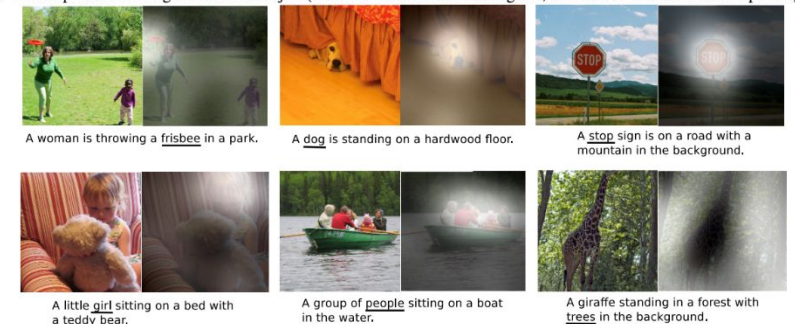 A woman is throwing a frisbee in a park.
A dog is standing on a hardwood floor.
STOP
STOP
A stop sign is on a road with a
mountain in the background.
A little girl sitting on a bed with
a teddy bear.
A group of people sitting on a boat
in the water.
A giraffe standing in a forest with
trees in the background.